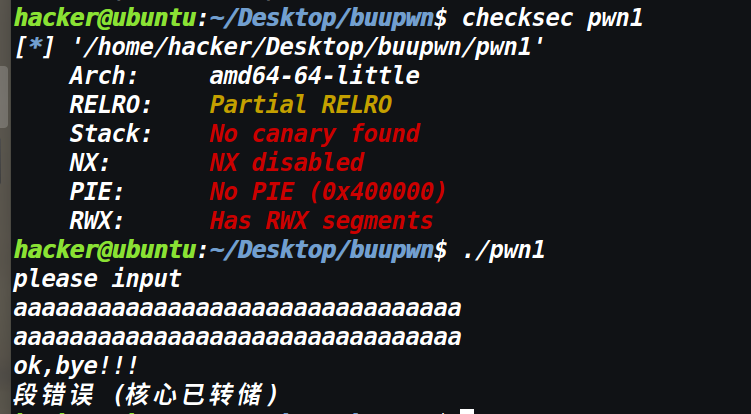 hacker@ubuntu:~/Desktop/buupwn$ checksec pwn1
[*] '/home/hacker/Desktop/buupwn/pwn1'
Arch: amd64-64-little
RELRO: Partial RELRO
Stack: No canary found
NX: NX disabled
PIE: No PIE (0x400000)
RWX: Has RWX segments
hacker@ubuntu:~/Desktop/buupwn$ ./pwn1
please input
aaaaaaaaaaaaaaaaaaaaaaaaaaaaaaaa
aaaaaaaaaaaaaaaaaaaaaaaaaaaaaaaa
ok,bye!!!
段错误 (核心已转储)